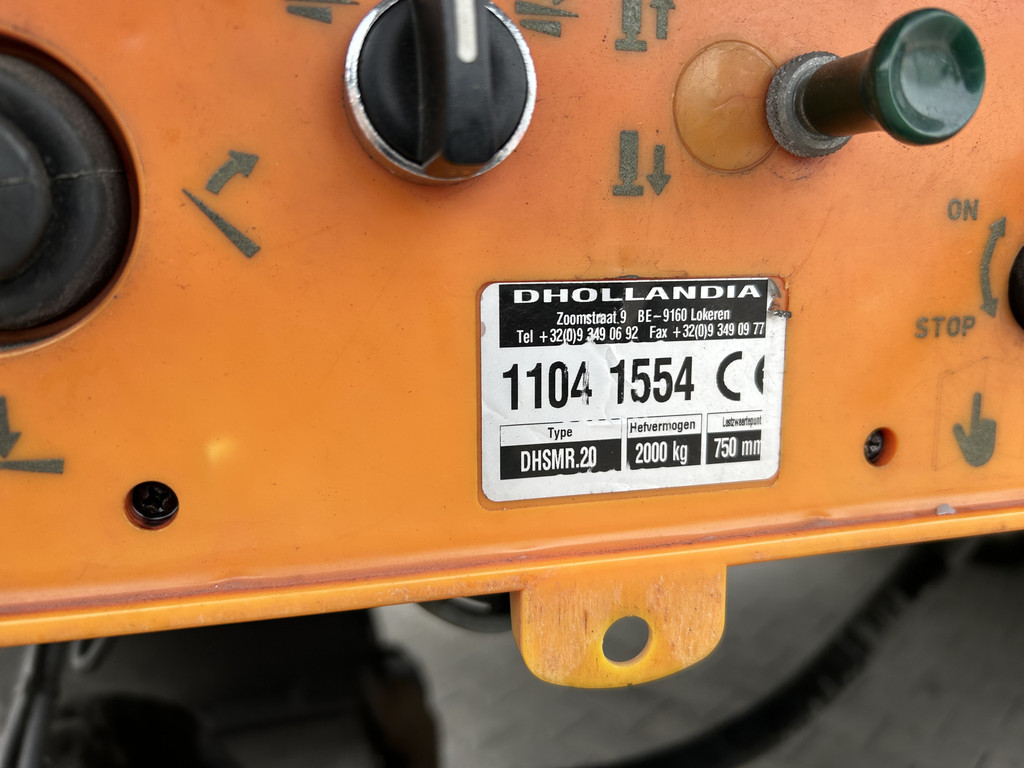 ON
STOP
DHOLLANDIA
Zoomstraat 9 BE-9160 Lokeren
Tel +32(0)9 349 06 92 Fax +32(0)9 349 09 77
1104 1554 CE
Type Hefvermogen Lastzwaartepunt
DHSMR.20 2000 kg 750 mm